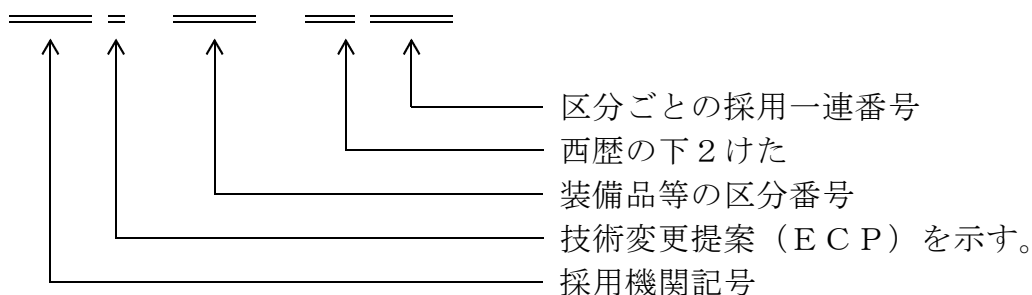 区分ごとの採用一連番号
西歴の下２けた
装備品等の区分番号
技術変更提案（ＥＣＰ）を示す。
採用機関記号